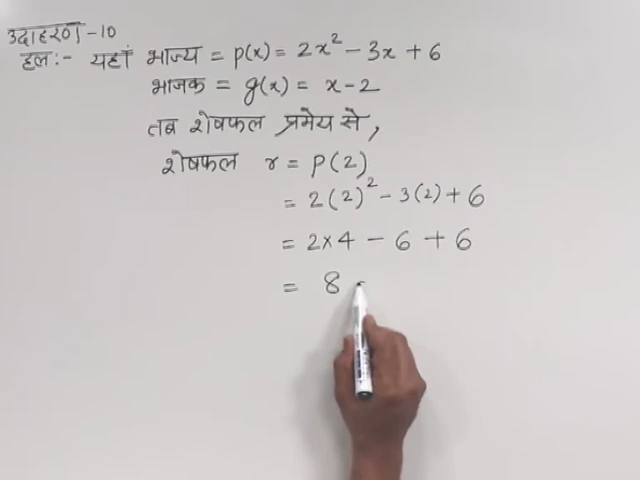 उदाहरण-10
हल:- यहां भाज्य = p(x) = 2x² - 3x + 6
भाजक = g(x) = x - 2
तब शेषफल प्रमेय से,
शेषफल r = P(2)
= 2(2)² - 3(2) + 6
= 2×4 - 6 + 6
= 8